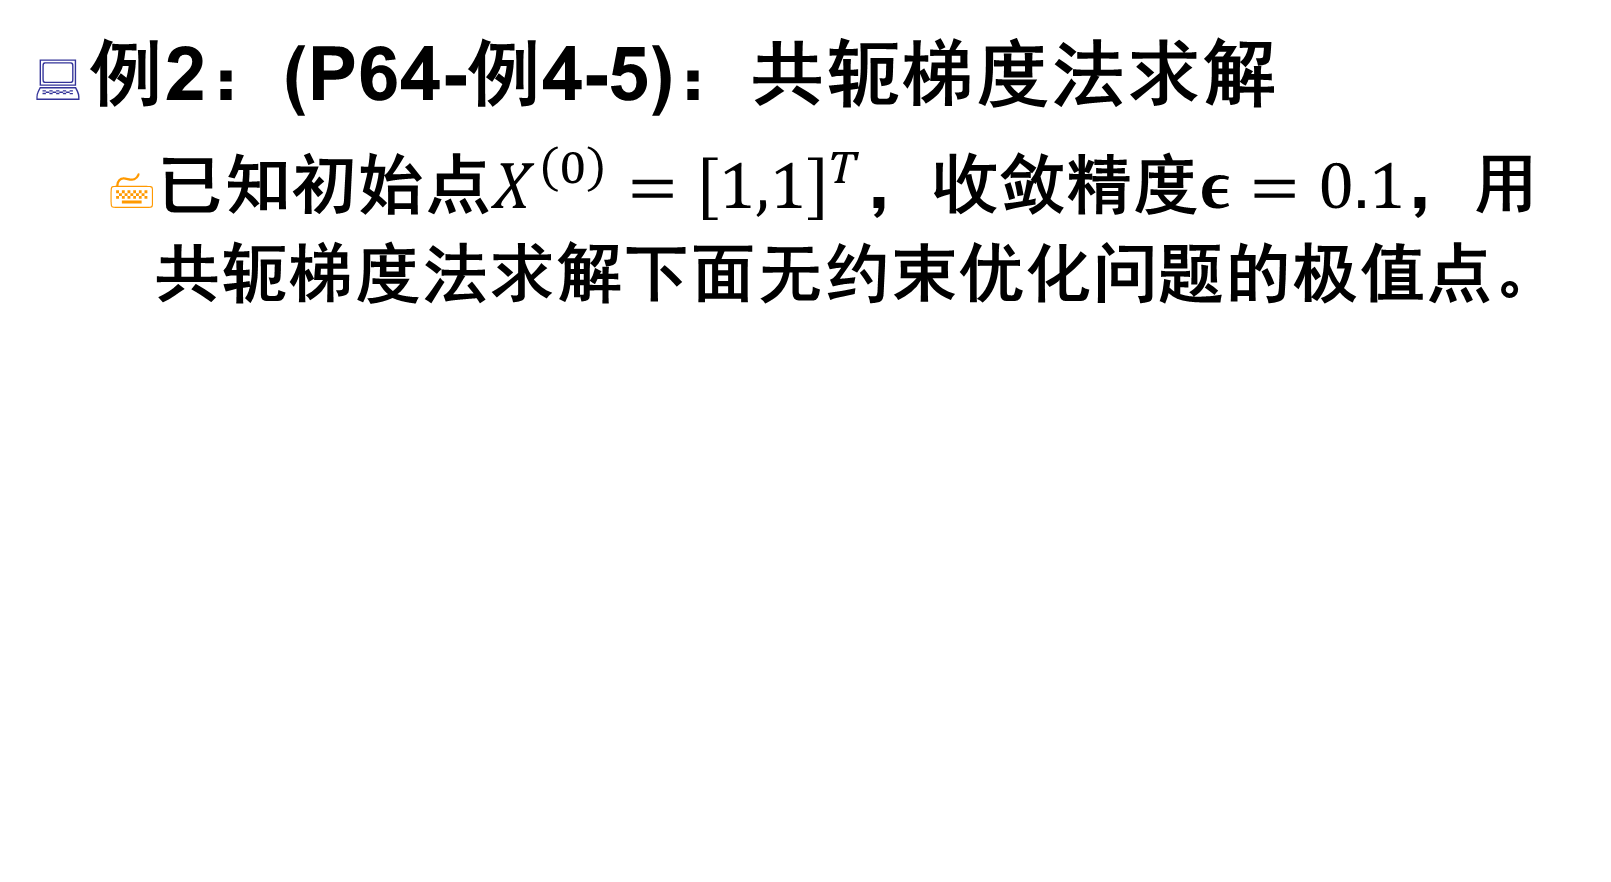 例2：(P64-例4-5)：共轭梯度法求解
已知初始点X^{(0)} = [1,1]^T，收敛精度ϵ = 0.1，用
共轭梯度法求解下面无约束优化问题的极值点。